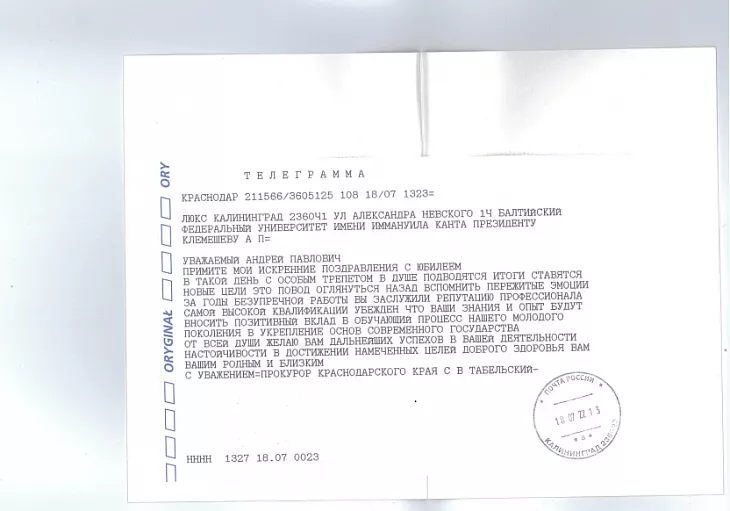 ТЕЛЕГРАММА
КРАСНОДАР 211566/3605125 108 18/07 1323=
ЛЮКС КАЛИНИНГРАД 2360Ч1 УЛ АЛЕКСАНДРА НЕВСКОГО 1Ч БАЛТИЙСКИЙ
ФЕДЕРАЛЬНЫЙ УНИВЕРСИТЕТ ИМЕНИ ИММАНУИЛА КАНТА ПРЕЗИДЕНТУ
КЛЕМЕШЕВУ А П=
УВАЖАЕМЫЙ АНДРЕЙ ПАВЛОВИЧ
ПРИМИТЕ МОИ ИСКРЕННИЕ ПОЗДРАВЛЕНИЯ С ЮБИЛЕЕМ
В ТАКОЙ ДЕНЬ С ОСОБЫМ ТРЕПЕТОМ В ДУШЕ ПОДВОДЯТСЯ ИТОГИ СТАВЯТСЯ
НОВЫЕ ЦЕЛИ ЭТО ПОВОД ОГЛЯНУТЬСЯ НАЗАД ВСПОМНИТЬ ПЕРЕЖИТЫЕ ЭМОЦИИ
ЗА ГОДЫ БЕЗУПРЕЧНОЙ РАБОТЫ ВЫ ЗАСЛУЖИЛИ РЕПУТАЦИЮ ПРОФЕССИОНАЛА
САМОЙ ВЫСОКОЙ КВАЛИФИКАЦИИ УБЕЖДЕН ЧТО ВАШИ ЗНАНИЯ И ОПЫТ БУДУТ
ВНОСИТЬ ПОЗИТИВНЫЙ ВКЛАД В ОБУЧАЮЩИЙ ПРОЦЕСС НАШЕГО МОЛОДОГО
ПОКОЛЕНИЯ В УКРЕПЛЕНИЕ ОСНОВ СОВРЕМЕННОГО ГОСУДАРСТВА
ОТ ВСЕЙ ДУШИ ЖЕЛАЮ ВАМ ДАЛЬНЕЙШИХ УСПЕХОВ В ВАШЕЙ ДЕЯТЕЛЬНОСТИ
НАСТОЙЧИВОСТИ В ДОСТИЖЕНИИ НАМЕЧЕННЫХ ЦЕЛЕЙ ДОБРОГО ЗДОРОВЬЯ ВАМ
ВАШИМ РОДНЫМ И БЛИЗКИМ
С УВАЖЕНИЕМ=ПРОКУРОР КРАСНОДАРСКОГО КРАЯ С В ТАБЕЛЬСКИЙ-
НННН 1327 18.07 0023
ORYGINAŁ
ORY
ПОЧТА РОССИИ
18 07 22 13
КАЛИНИНГРАД